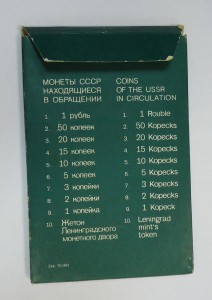 МОНЕТЫ СССР
НАХОДЯЩИЕСЯ
В ОБРАЩЕНИИ
1. 1 рубль
2. 50 копеек
3. 20 копеек
4. 15 копеек
5. 10 копеек
6. 5 копеек
7. 3 копейки
8. 2 копейки
9. 1 копейка
10. Жетон
Ленинградского
монетного двора
COINS
OF THE USSR
IN CIRCULATION
1. 1 Rouble
2. 50 Kopecks
3. 20 Kopecks
4. 15 Kopecks
5. 10 Kopecks
6. 5 Kopecks
7. 3 Kopecks
8. 2 Kopecks
9. 1 Kopeck
10. Leningrad
mint's
token